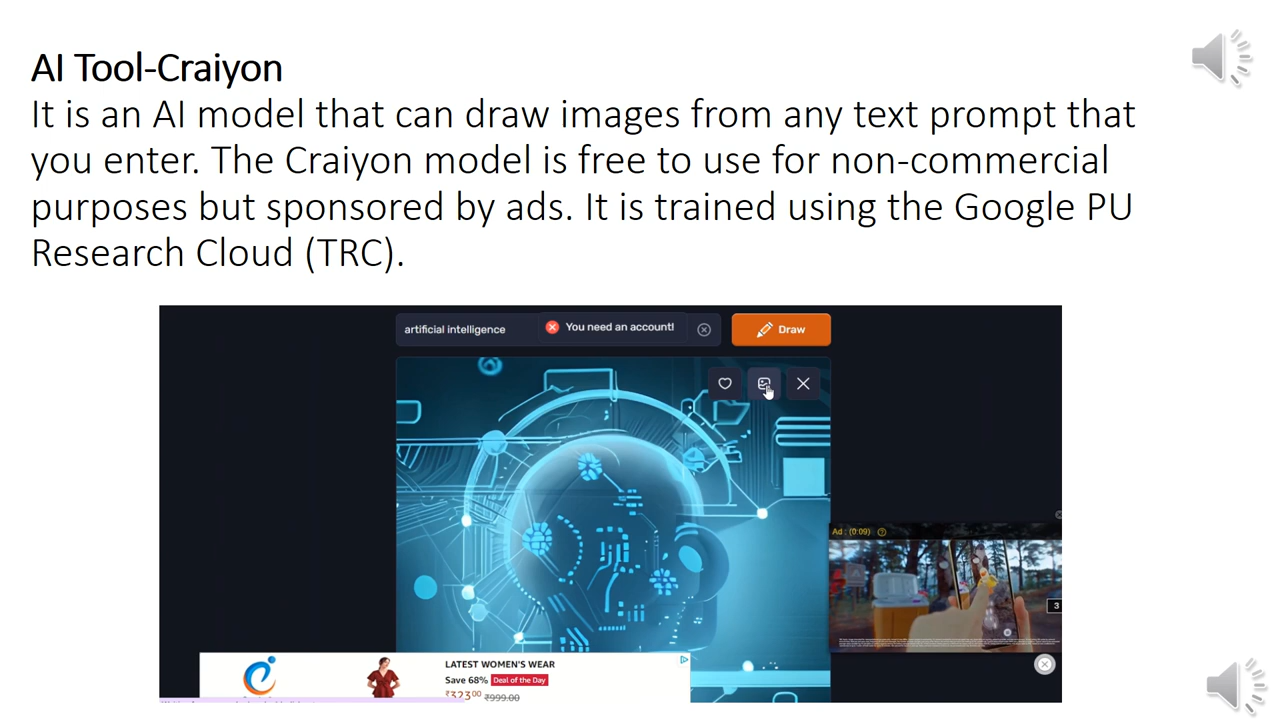 AI Tool-Craiyon
It is an AI model that can draw images from any text prompt that
you enter. The Craiyon model is free to use for non-commercial
purposes but sponsored by ads. It is trained using the Google PU
Research Cloud (TRC).
artificial intelligence You need an account! Draw
Ad : (0:09)
3
LATEST WOMEN'S WEAR
Save 68% Deal of the Day
₹323.00 ₹999.00